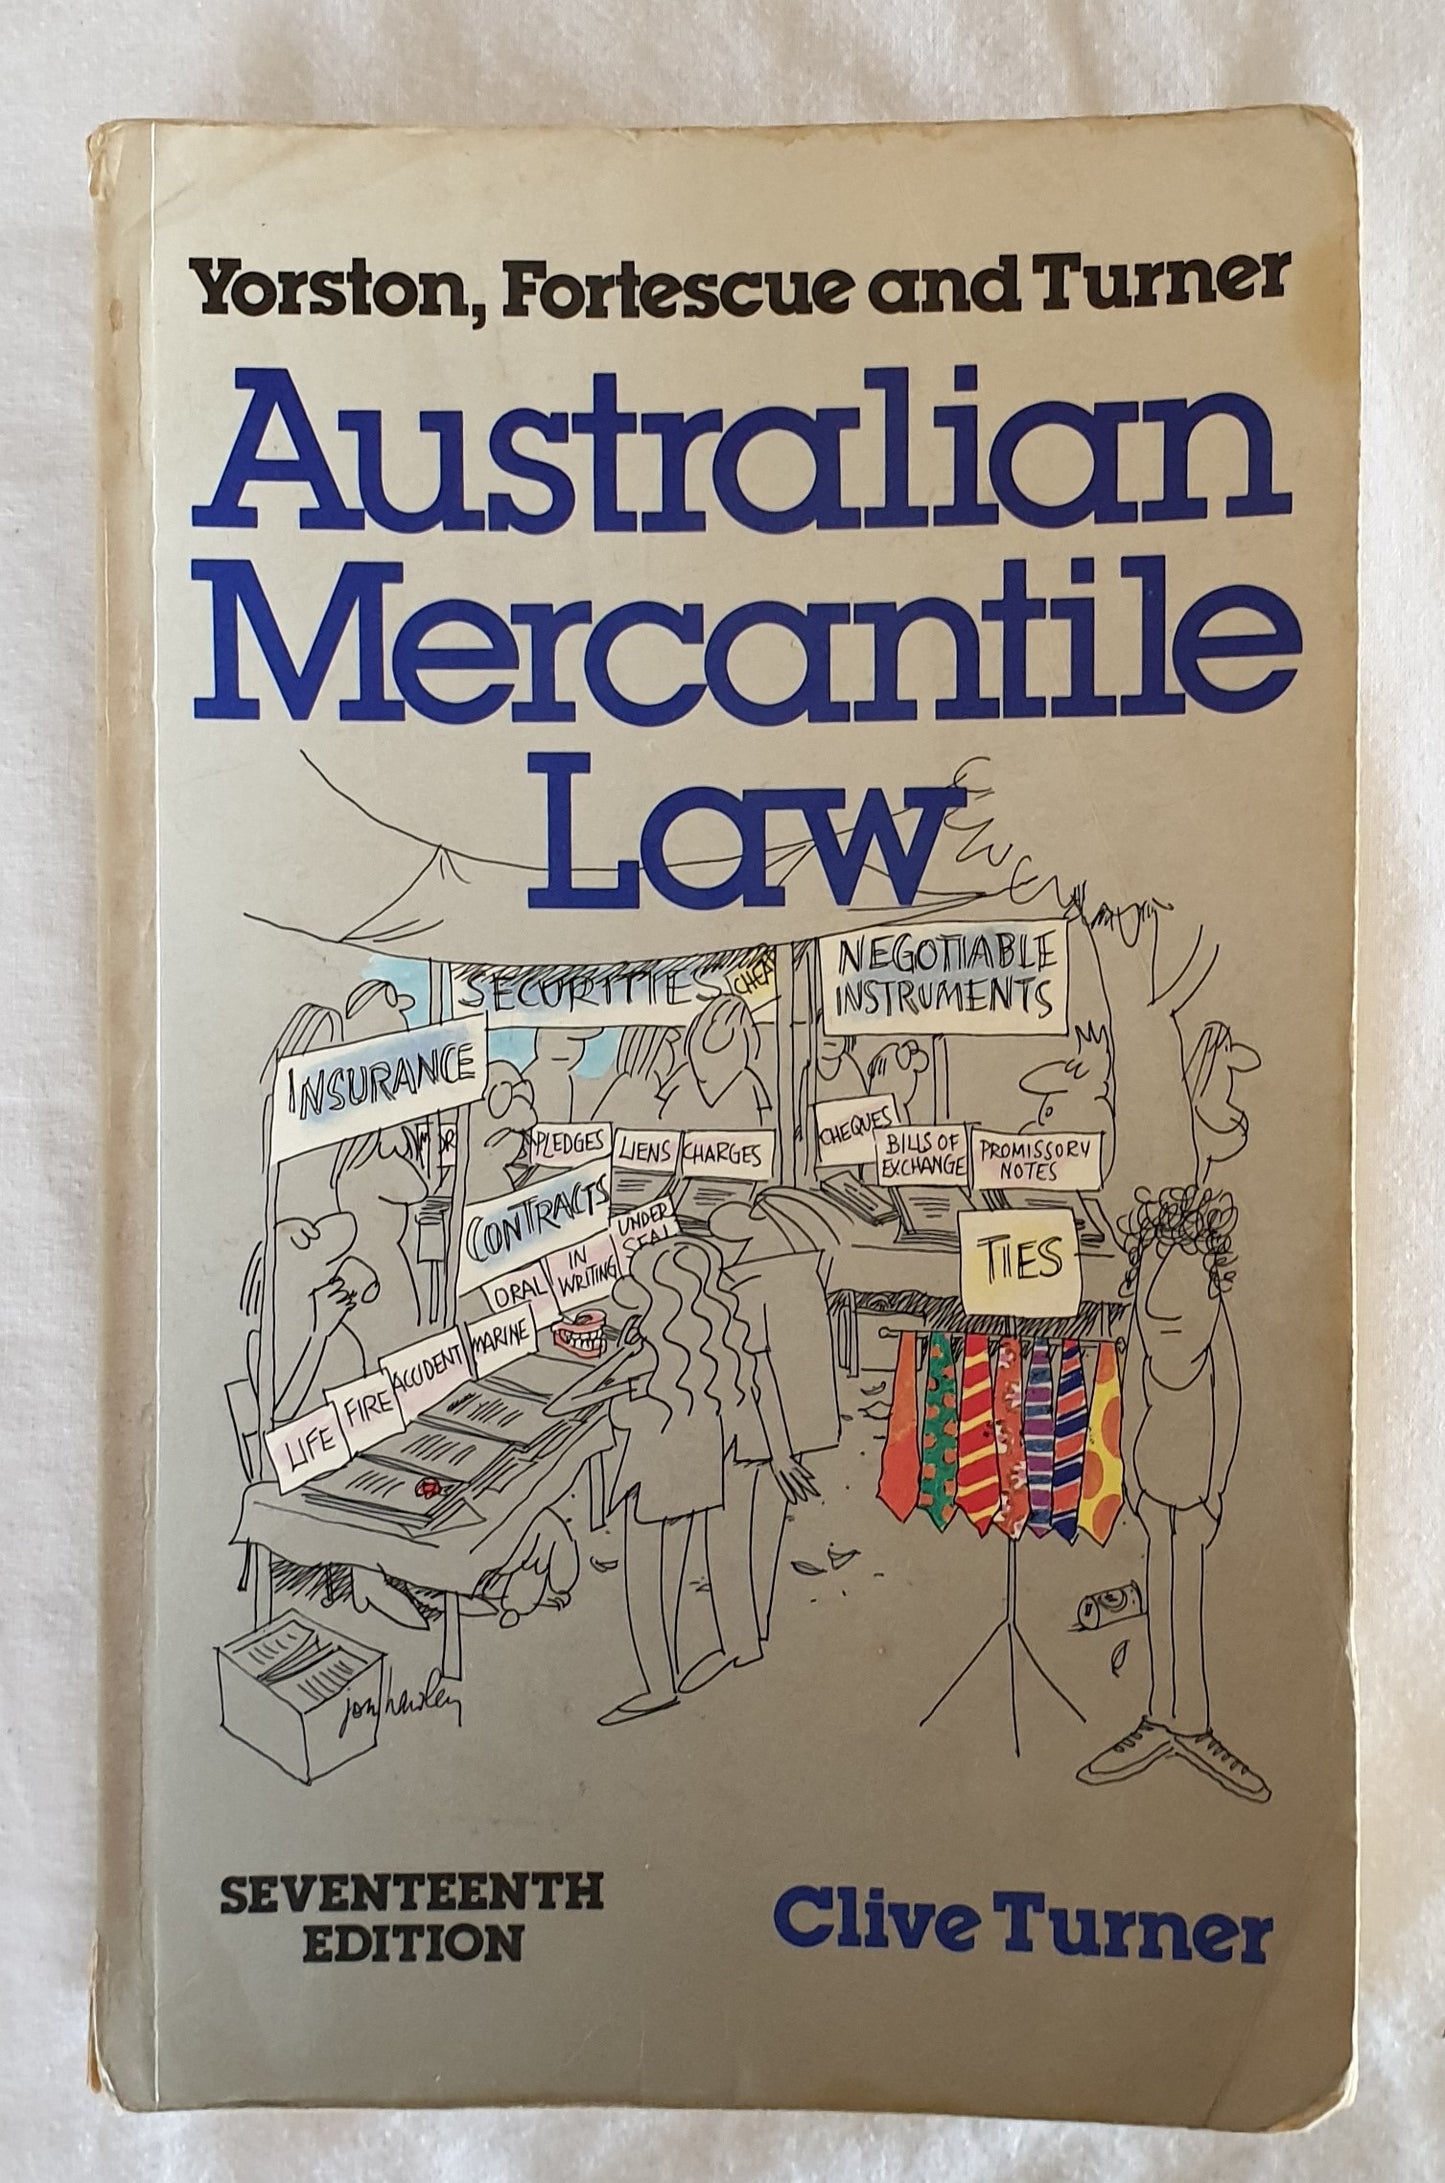 Yorston, Fortescue and Turner
Australian
Mercantile
Law
SECURITIES
CHEAP
NEGOTIABLE
INSTRUMENTS
INSURANCE
PLEDGES
LIENS
CHARGES
CHEQUES
BILLS OF
EXCHANGE
PROMISSORY
NOTES
CONTRACTS
ORAL
IN
WRITING
UNDER
SEAL
TIES
LIFE
FIRE
ACCIDENT
MARINE
SEVENTEENTH
EDITION
Clive Turner